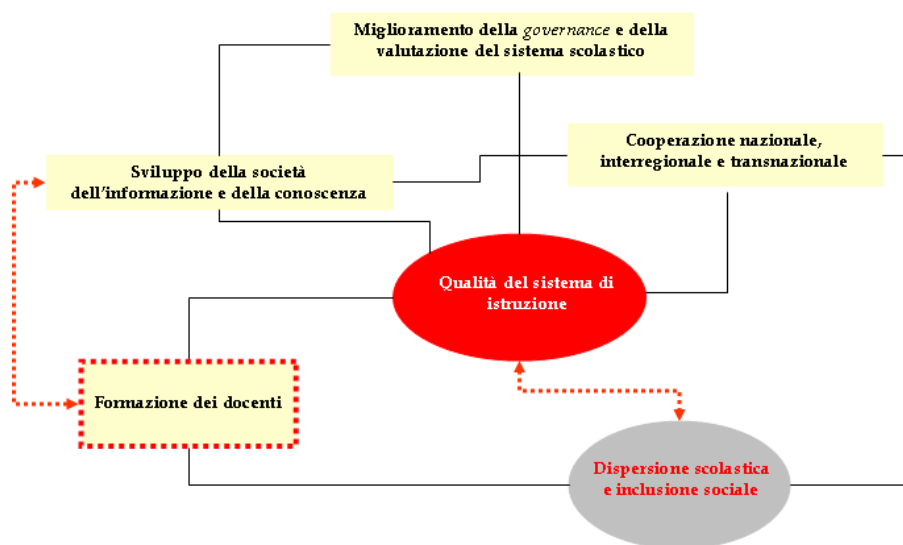 Miglioramento della governance e della
valutazione del sistema scolastico
Cooperazione nazionale,
interregionale e transnazionale
Sviluppo della società
dell'informazione e della conoscenza
Qualità del sistema di
istruzione
Formazione dei docenti
Dispersione scolastica
e inclusione sociale